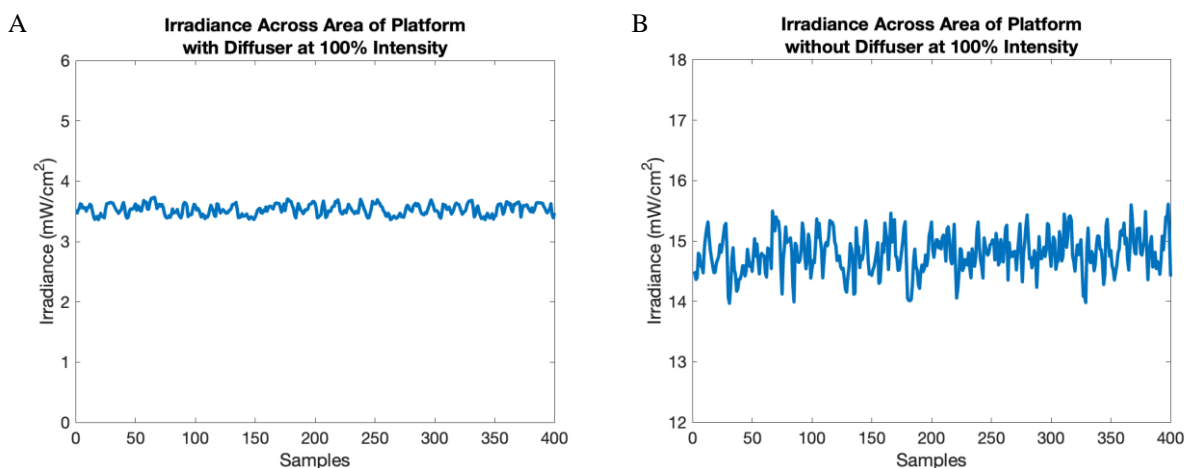 A
Irradiance Across Area of Platform
with Diffuser at 100% Intensity
6
5
4
3
2
1
0
Irradiance (mW/cm²)
0 50 100 150 200 250 300 350 400
Samples
B
Irradiance Across Area of Platform
without Diffuser at 100% Intensity
18
17
16
15
14
13
12
Irradiance (mW/cm²)
0 50 100 150 200 250 300 350 400
Samples